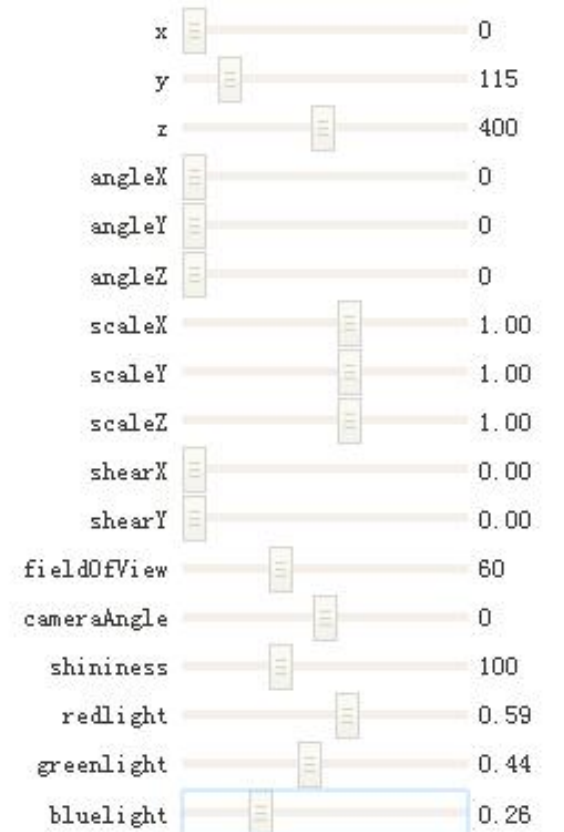 x 0
y 115
z 400
angleX 0
angleY 0
angleZ 0
scaleX 1.00
scaleY 1.00
scaleZ 1.00
shearX 0.00
shearY 0.00
fieldOfView 60
cameraAngle 0
shininess 100
redlight 0.59
greenlight 0.44
bluelight 0.26